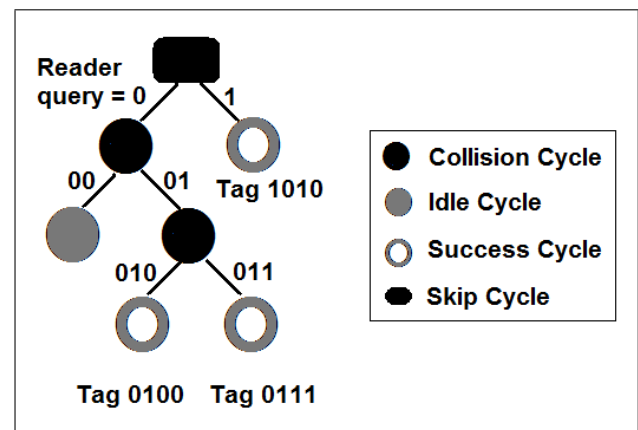 Reader
query = 0
1
00
01
Tag 1010
010
011
Tag 0100
Tag 0111
Collision Cycle
Idle Cycle
Success Cycle
Skip Cycle